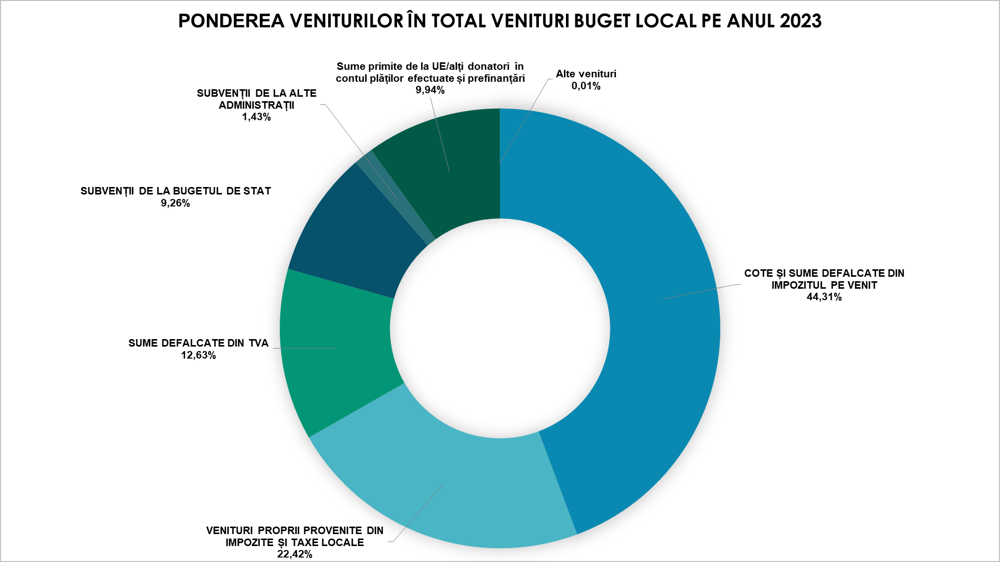 PONDEREA VENITURILOR ÎN TOTAL VENITURI BUGET LOCAL PE ANUL 2023
Sume primite de la UE/alți donatori în
contul plăților efectuate și prefinanțări
9,94%
Alte venituri
0,01%
SUBVENȚII DE LA ALTE
ADMINISTRAȚII
1,43%
SUBVENȚII DE LA BUGETUL DE STAT
9,26%
COTE ȘI SUME DEFALCATE DIN
IMPOZITUL PE VENIT
44,31%
SUME DEFALCATE DIN TVA
12,63%
VENITURI PROPRII PROVENITE DIN
IMPOZITE ȘI TAXE LOCALE
22,42%